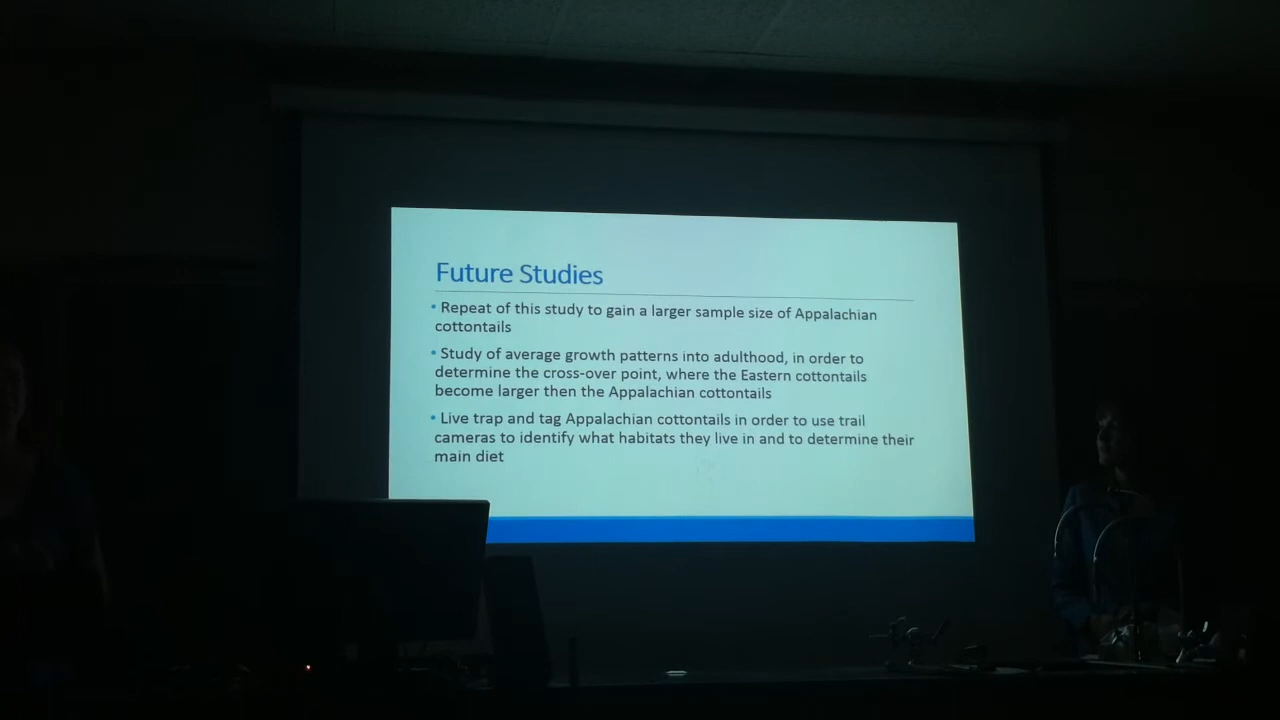 Future Studies
• Repeat of this study to gain a larger sample size of Appalachian
cottontails
• Study of average growth patterns into adulthood, in order to
determine the cross-over point, where the Eastern cottontails
become larger then the Appalachian cottontails
• Live trap and tag Appalachian cottontails in order to use trail
cameras to identify what habitats they live in and to determine their
main diet